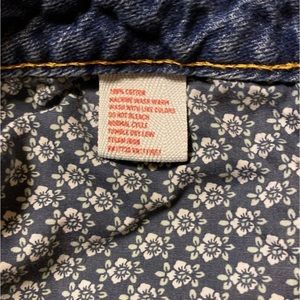 100% COTTON
MACHINE WASH WARM
WASH WITH LIKE COLORS
DO NOT BLEACH
NORMAL CYCLE
TUMBLE DRY LOW
STEAM IRON